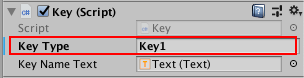 Key (Script)
Script Key
Key Type Key1
Key Name Text Text (Text)